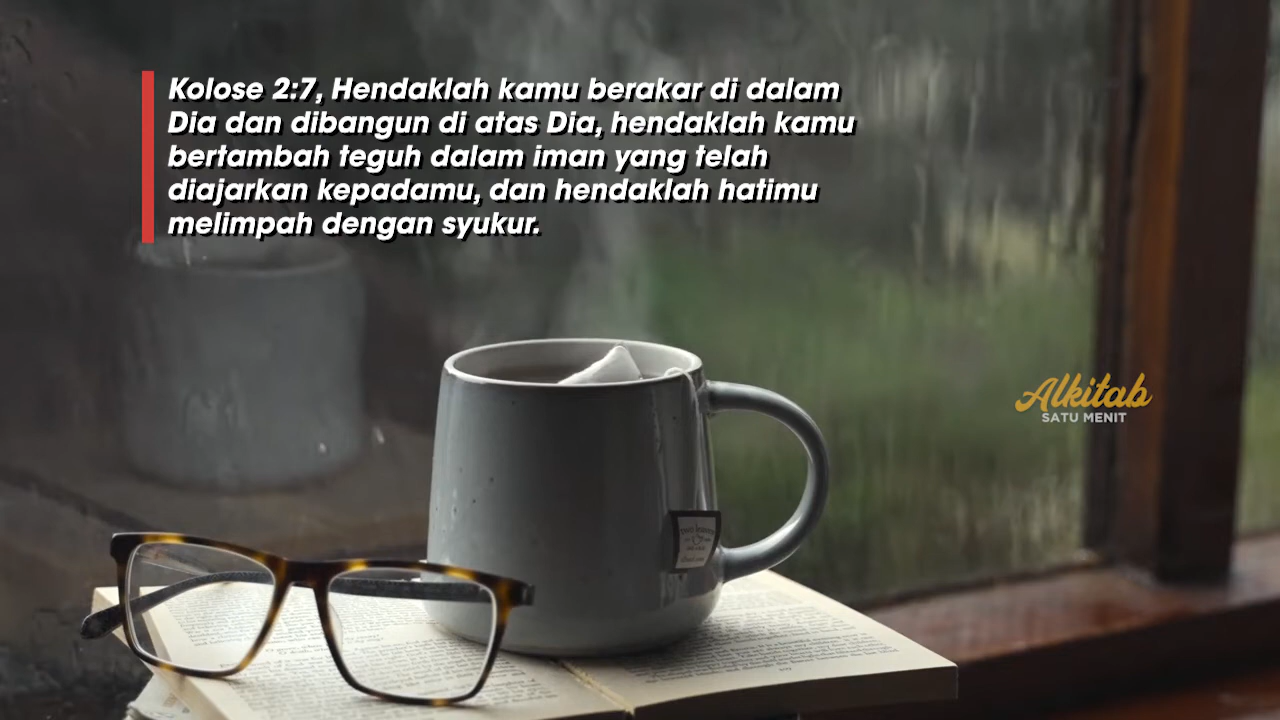 Kolose 2:7, Hendaklah kamu berakar di dalam
Dia dan dibangun di atas Dia, hendaklah kamu
bertambah teguh dalam iman yang telah
diajarkan kepadamu, dan hendaklah hatimu
melimpah dengan syukur.
Alkitab
SATU MENIT